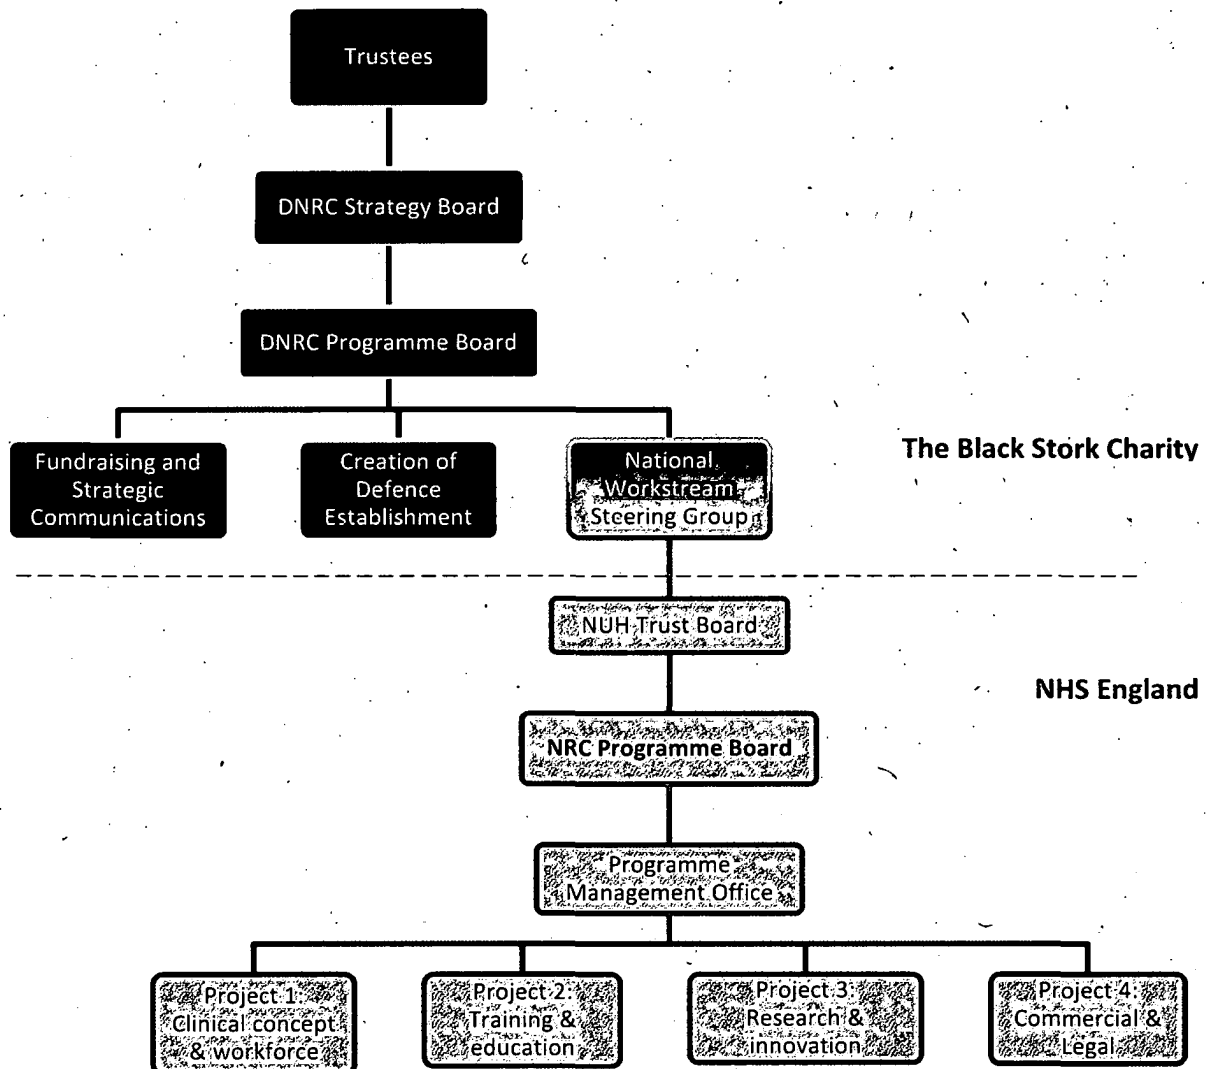 Trustees
DNRC Strategy Board
DNRC Programme Board
Fundraising and
Strategic
Communications
Creation of
Defence
Establishment
National
Workstream
Steering Group
The Black Stork Charity
NUH Trust Board
NHS England
NRC Programme Board
Programme
Management Office
Project 1:
Clinical concept
& workforce
Project 2:
Training &
education
Project 3:
Research &
innovation
Project 4:
Commercial &
Legal